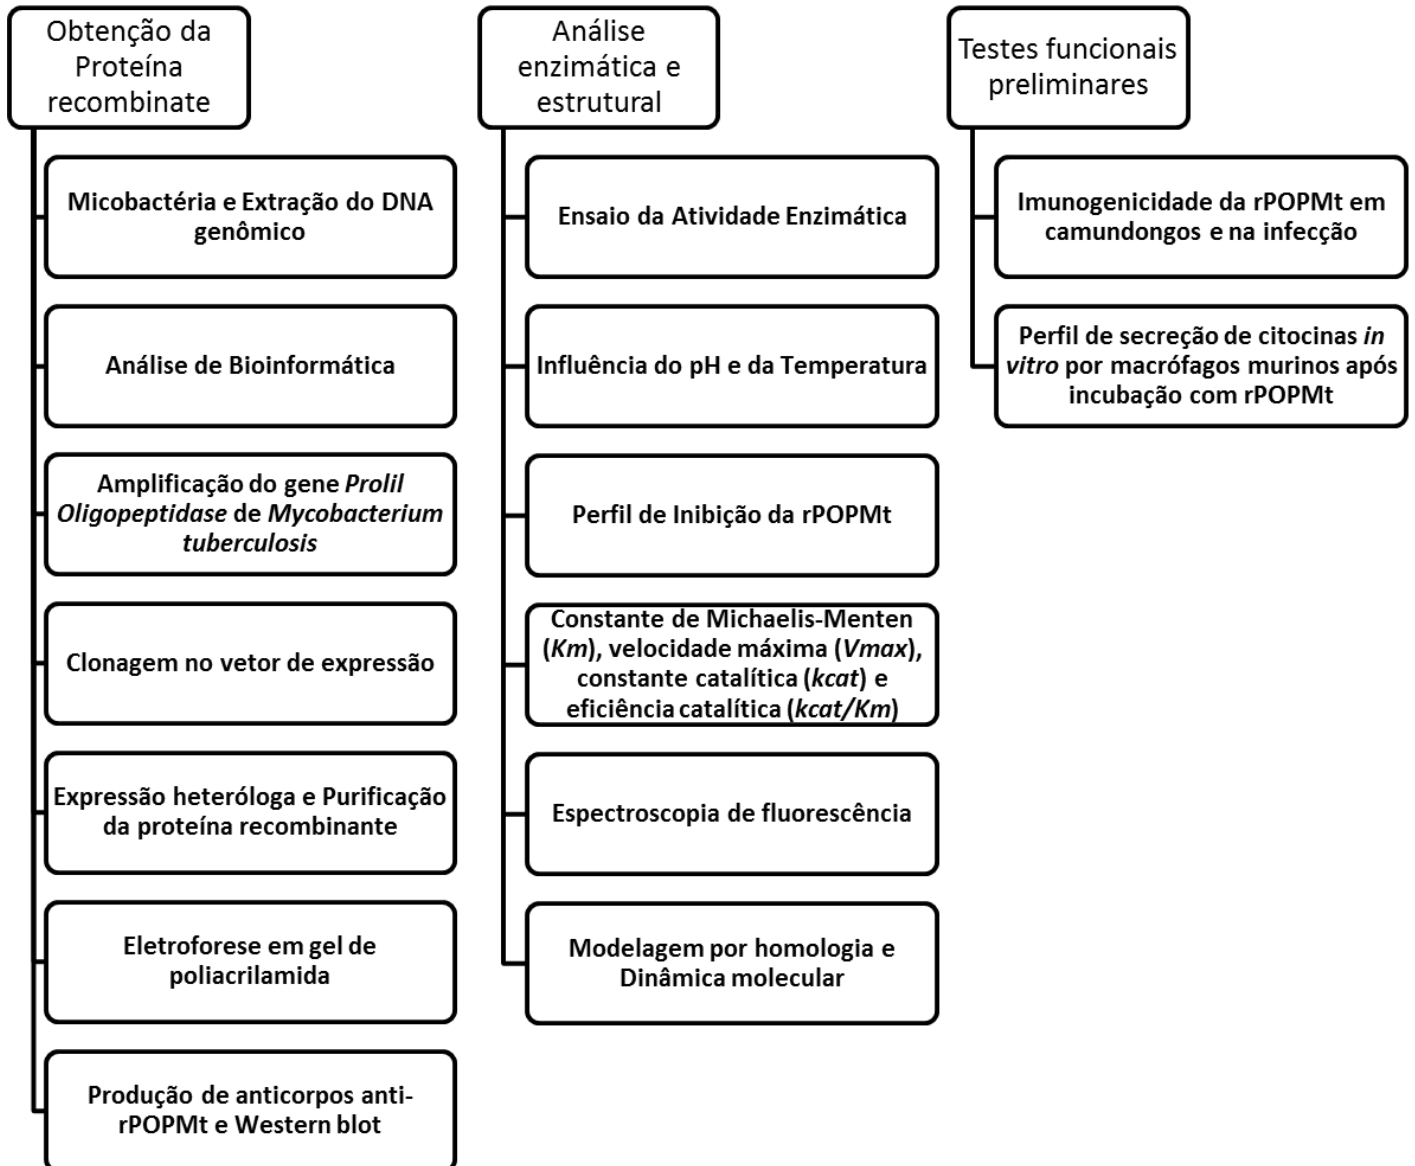 Obtenção da
Proteína
recombinate
Micobactéria e Extração do DNA
genômico
Análise de Bioinformática
Amplificação do gene Prolil
Oligopeptidase de Mycobacterium
tuberculosis
Clonagem no vetor de expressão
Expressão heteróloga e Purificação
da proteína recombinante
Eletroforese em gel de
poliacrilamida
Produção de anticorpos anti-
rPOPMt e Western blot
Análise
enzimática e
estrutural
Ensaio da Atividade Enzimática
Influência do pH e da Temperatura
Perfil de Inibição da rPOPMt
Constante de Michaelis-Menten
(Km), velocidade máxima (Vmax),
constante catalítica (kcat) e
eficiência catalítica (kcat/Km)
Espectroscopia de fluorescência
Modelagem por homologia e
Dinâmica molecular
Testes funcionais
preliminares
Imunogenicidade da rPOPMt em
camundongos e na infecção
Perfil de secreção de citocinas in
vitro por macrófagos murinos após
incubação com rPOPMt